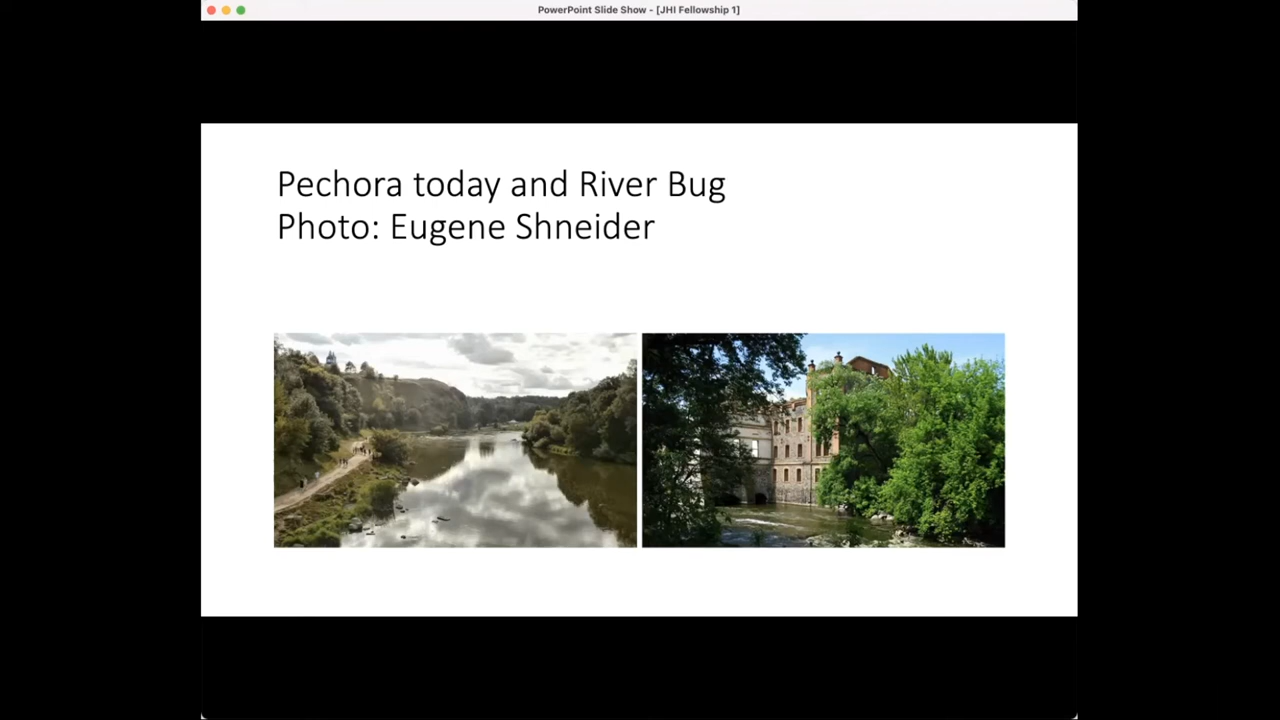 PowerPoint Slide Show - [JHI Fellowship 1]
Pechora today and River Bug
Photo: Eugene Shneider